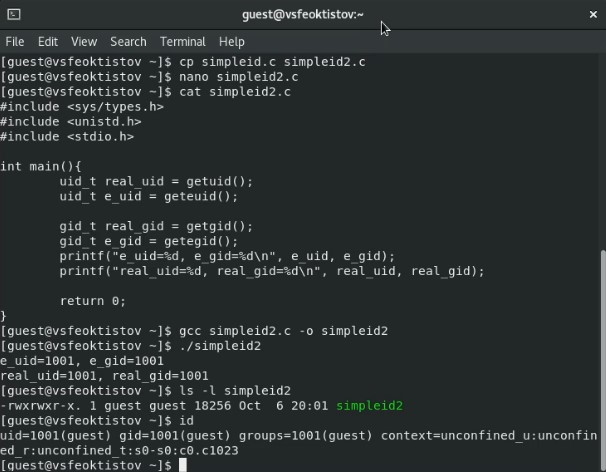 guest@vsfeoktistov:~
File Edit View Search Terminal Help
[guest@vsfeoktistov ~]$ cp simpleid.c simpleid2.c
[guest@vsfeoktistov ~]$ nano simpleid2.c
[guest@vsfeoktistov ~]$ cat simpleid2.c
#include <sys/types.h>
#include <unistd.h>
#include <stdio.h>

int main(){
        uid_t real_uid = getuid();
        uid_t e_uid = geteuid();

        gid_t real_gid = getgid();
        gid_t e_gid = getegid();
        printf("e_uid=%d, e_gid=%d\n", e_uid, e_gid);
        printf("real_uid=%d, real_gid=%d\n", real_uid, real_gid);

        return 0;
}
[guest@vsfeoktistov ~]$ gcc simpleid2.c -o simpleid2
[guest@vsfeoktistov ~]$ ./simpleid2
e_uid=1001, e_gid=1001
real_uid=1001, real_gid=1001
[guest@vsfeoktistov ~]$ ls -l simpleid2
-rwxrwxr-x. 1 guest guest 18256 Oct  6 20:01 simpleid2
[guest@vsfeoktistov ~]$ id
uid=1001(guest) gid=1001(guest) groups=1001(guest) context=unconfined_u:unconfin
ed_r:unconfined_t:s0-s0:c0.c1023
[guest@vsfeoktistov ~]$